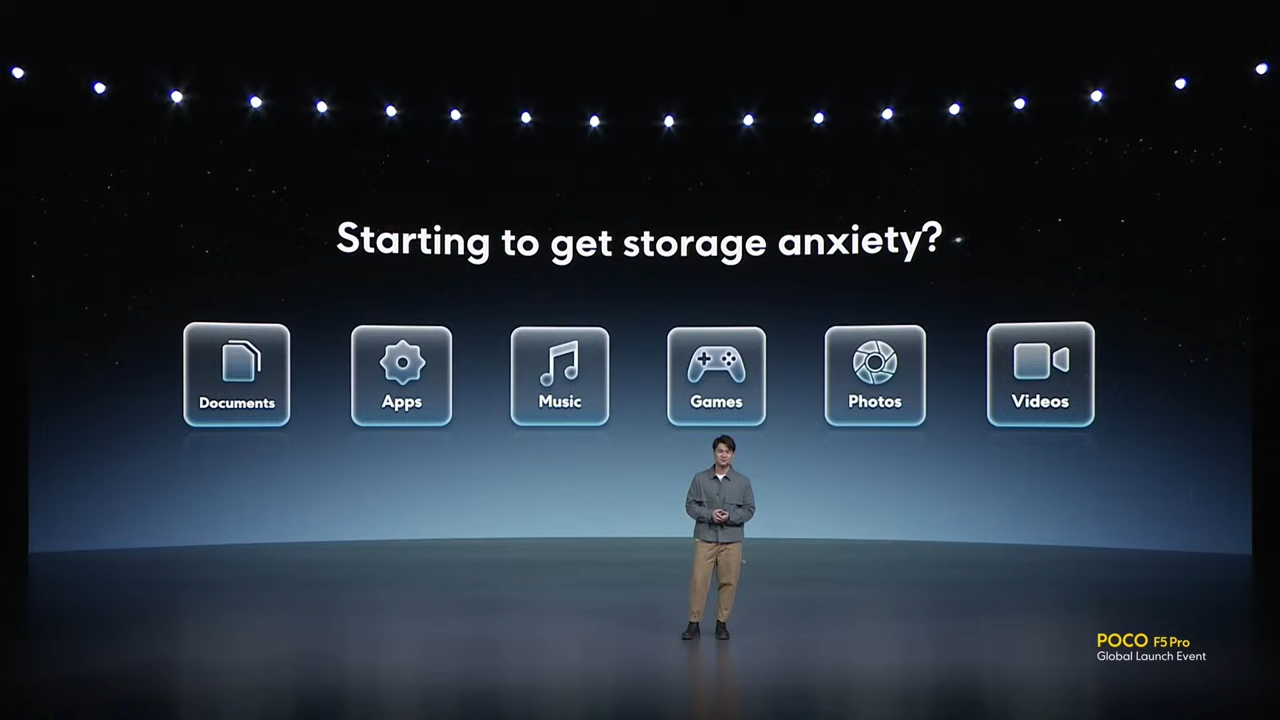 Starting to get storage anxiety?
Documents
Apps
Music
Games
Photos
Videos
POCO F5 Pro
Global Launch Event